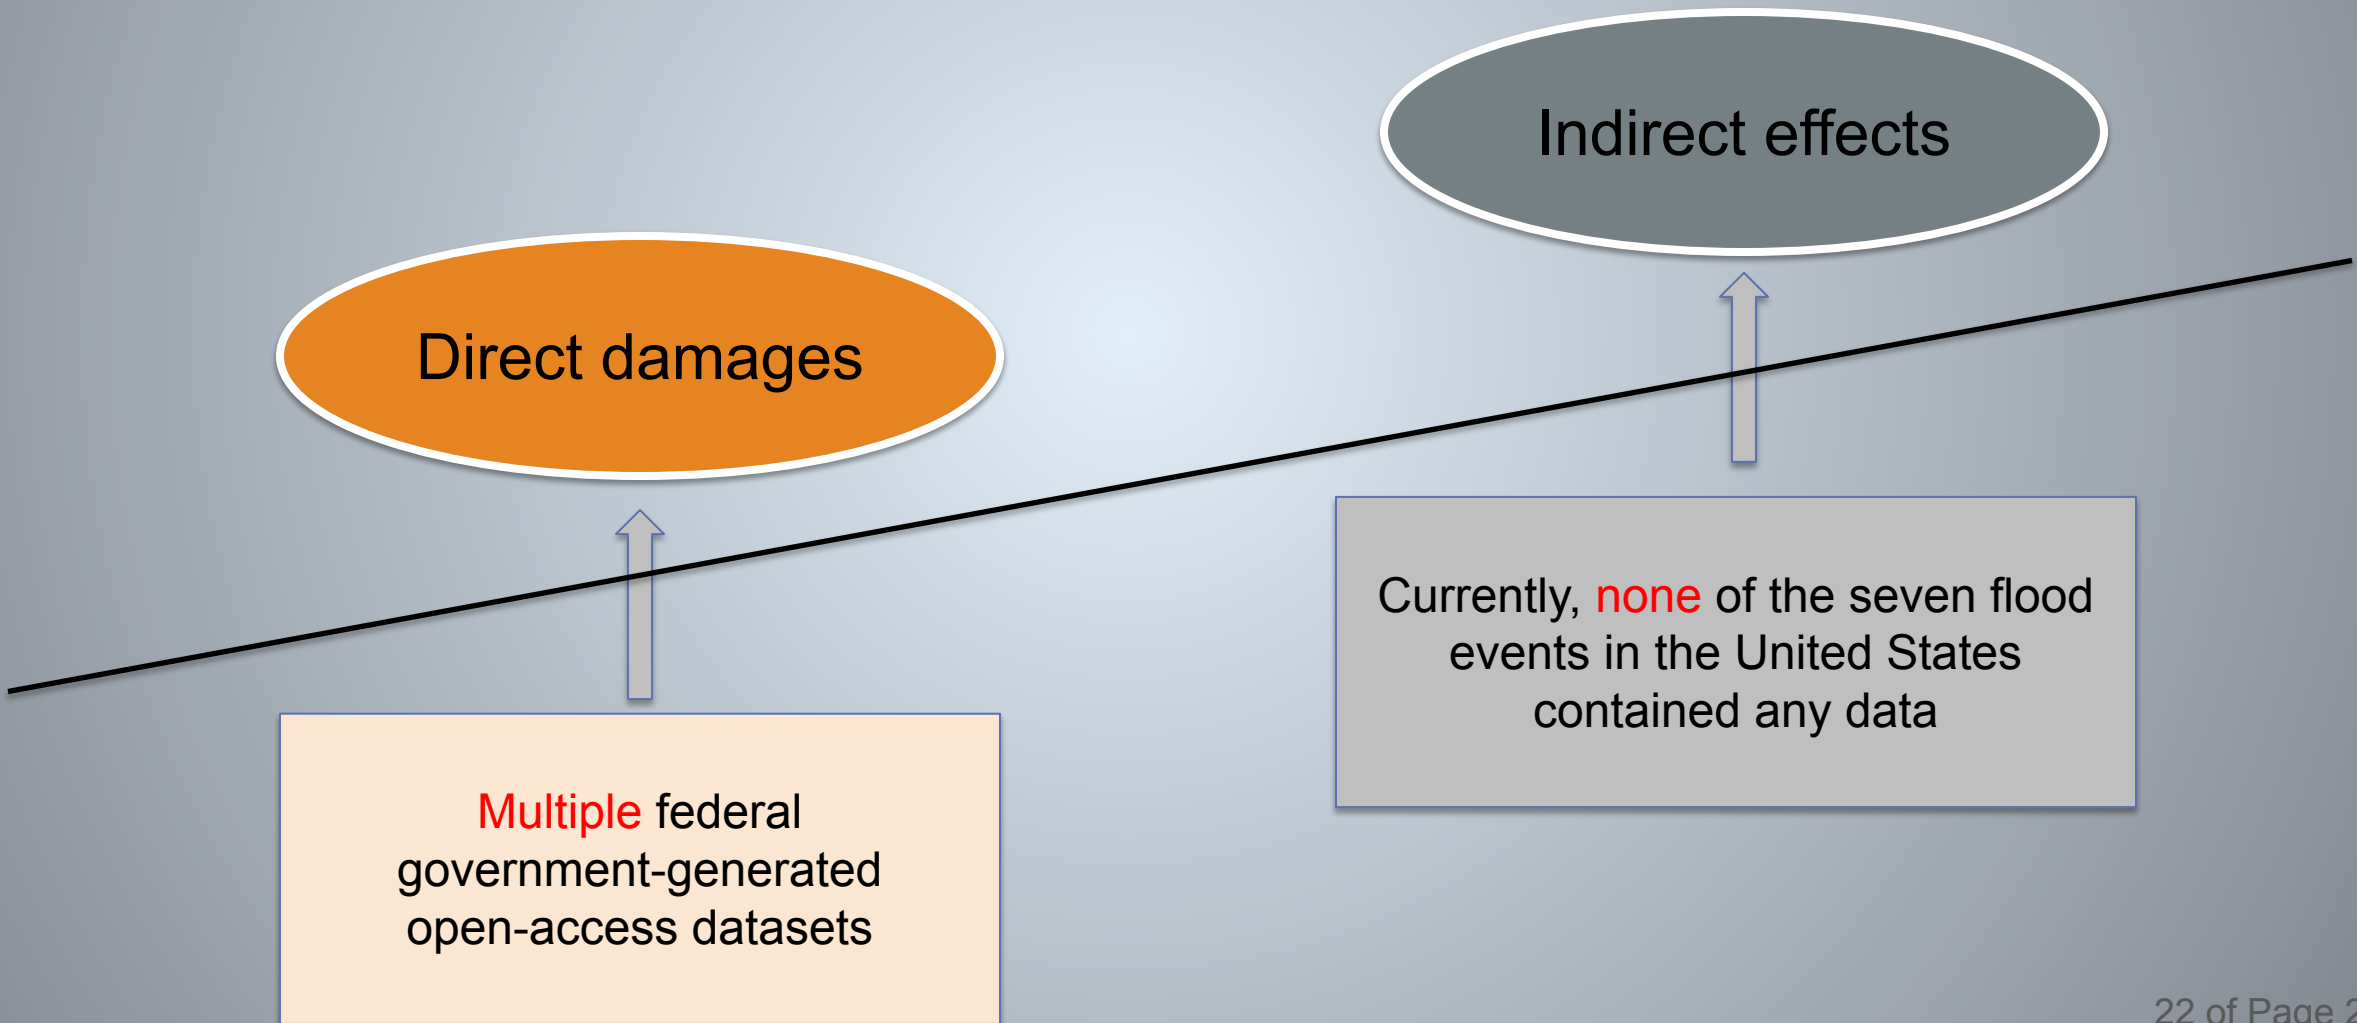 Indirect effects
Direct damages
Currently, none of the seven flood
events in the United States
contained any data
Multiple federal
government-generated
open-access datasets
22 of Page 2